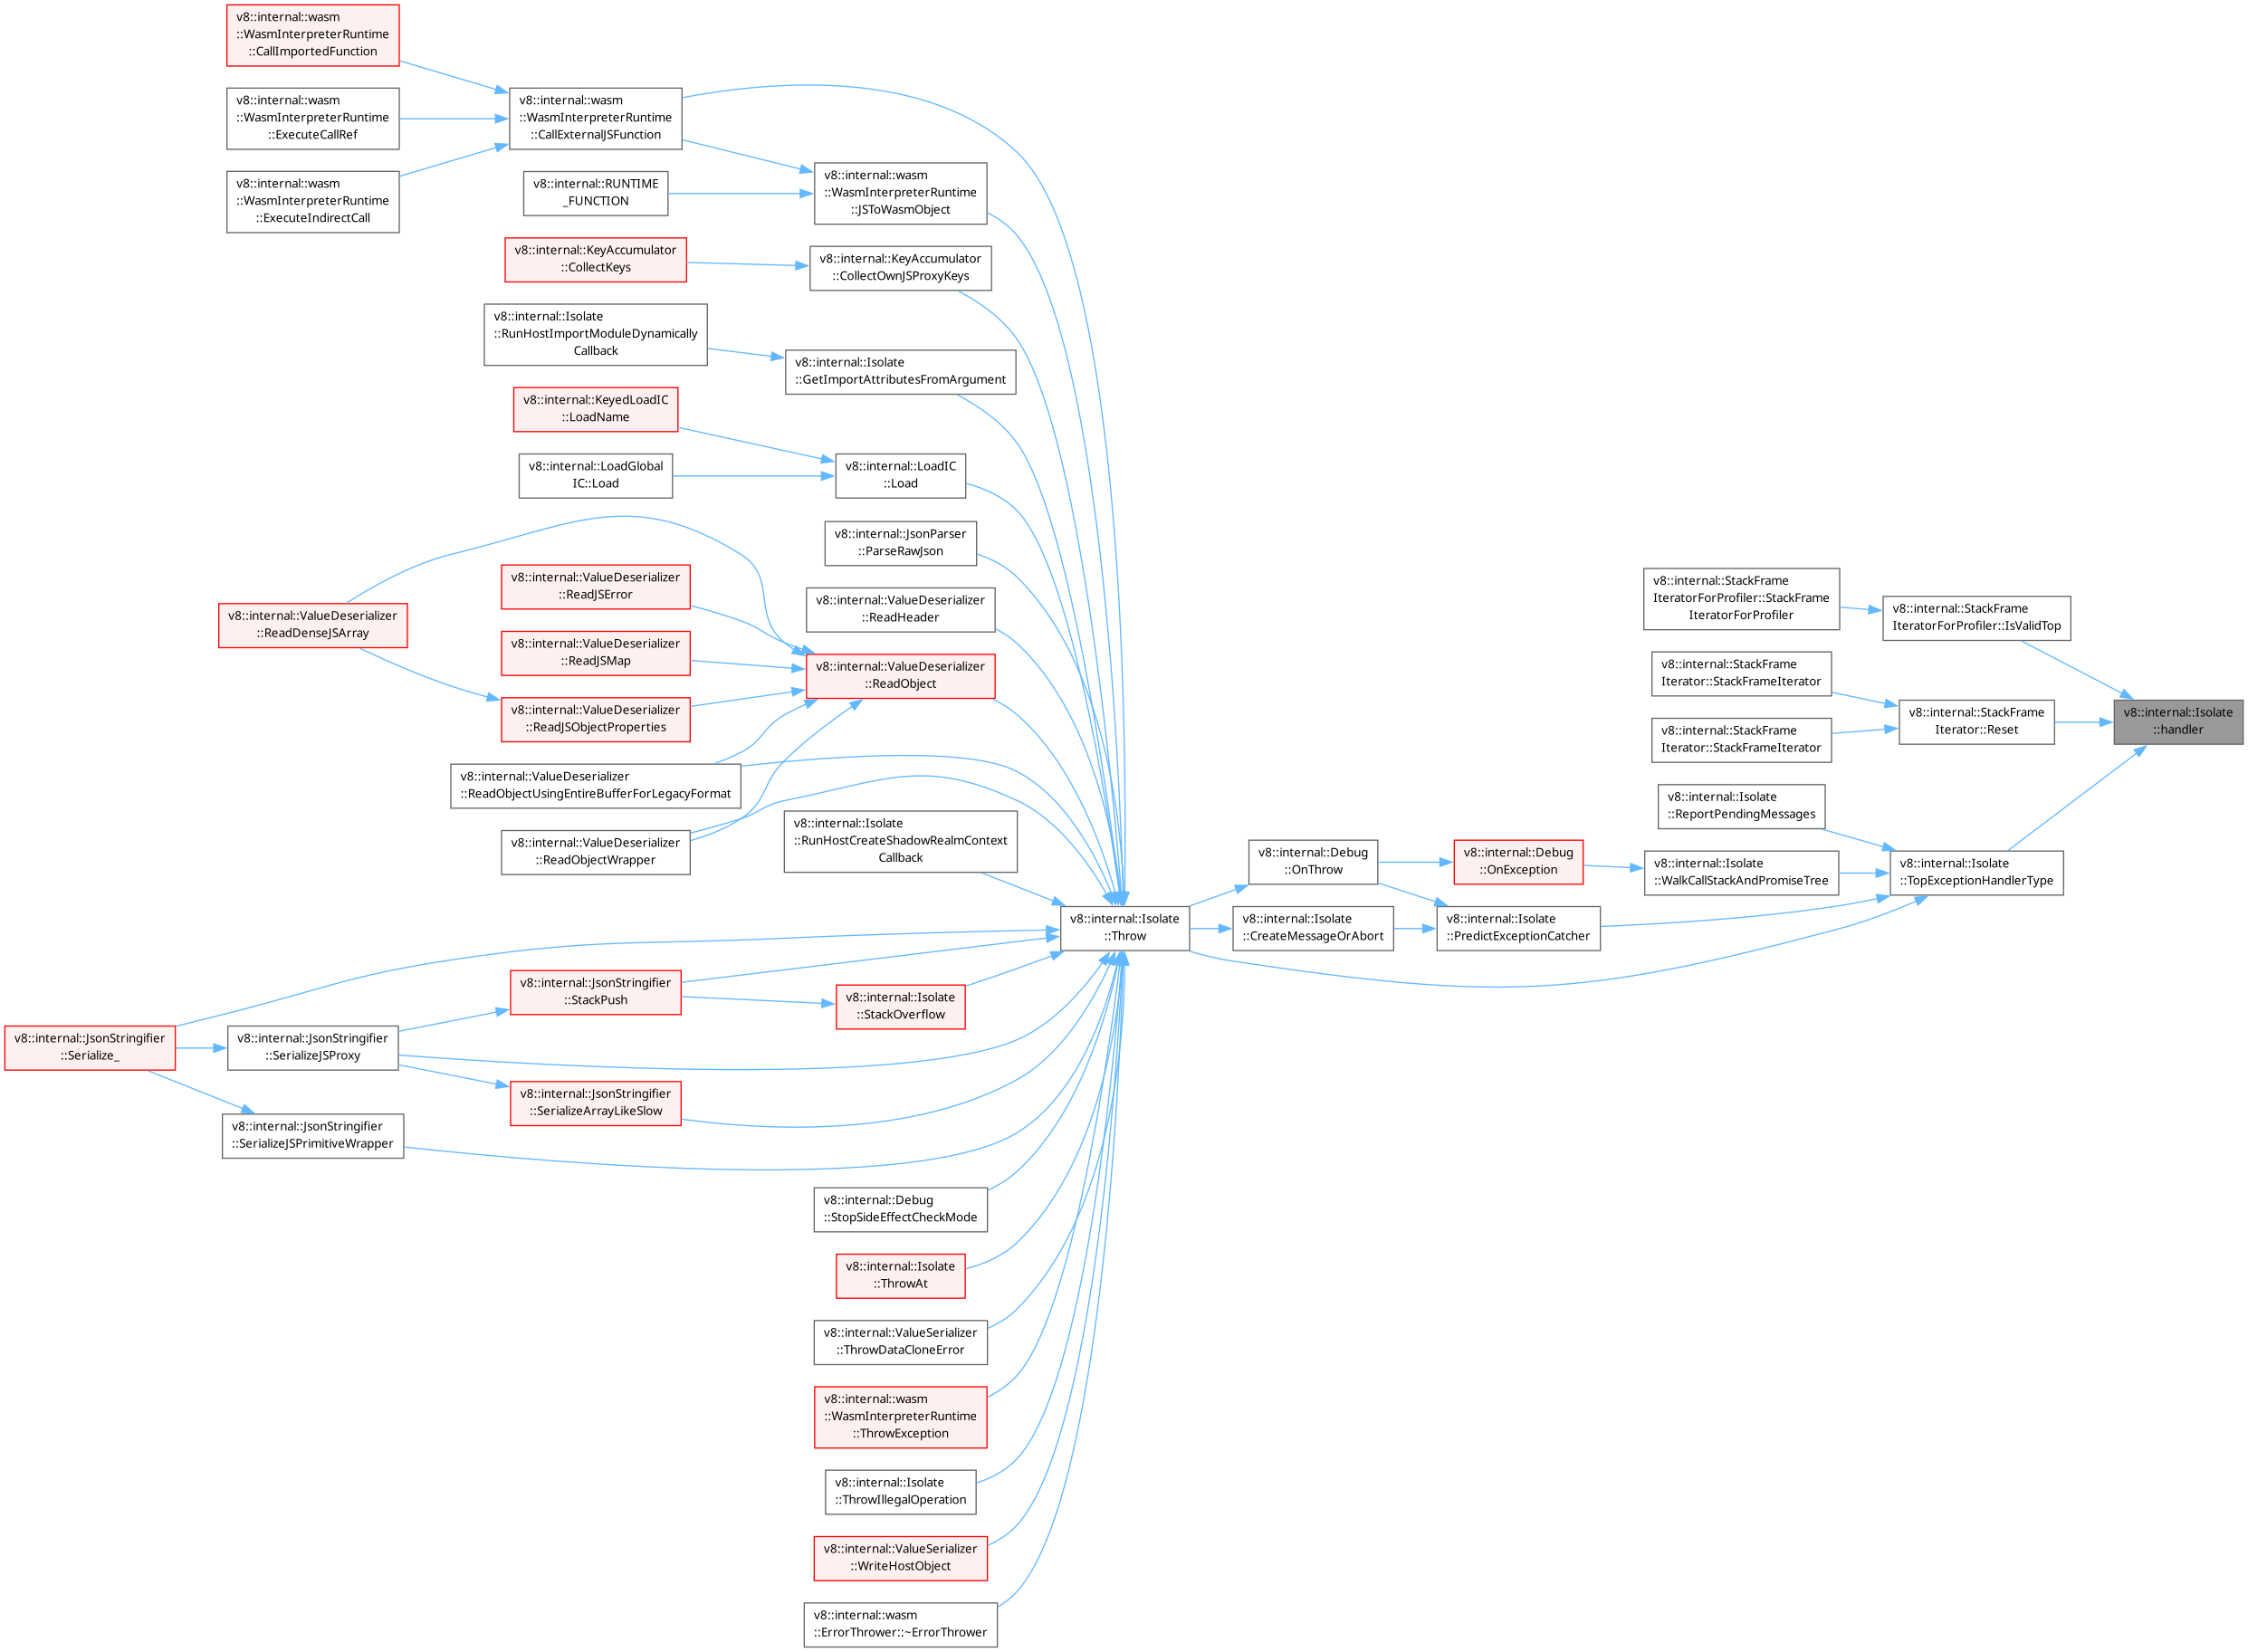 v8::internal::wasm
::WasmInterpreterRuntime
::CallImportedFunction
v8::internal::wasm
::WasmInterpreterRuntime
::ExecuteCallRef
v8::internal::wasm
::WasmInterpreterRuntime
::ExecuteIndirectCall
v8::internal::wasm
::WasmInterpreterRuntime
::CallExternalJSFunction
v8::internal::RUNTIME
_FUNCTION
v8::internal::wasm
::WasmInterpreterRuntime
::JSToWasmObject
v8::internal::KeyAccumulator
::CollectKeys
v8::internal::KeyAccumulator
::CollectOwnJSProxyKeys
v8::internal::Isolate
::RunHostImportModuleDynamically
Callback
v8::internal::Isolate
::GetImportAttributesFromArgument
v8::internal::KeyedLoadIC
::LoadName
v8::internal::LoadGlobal
IC::Load
v8::internal::LoadIC
::Load
v8::internal::JsonParser
::ParseRawJson
v8::internal::ValueDeserializer
::ReadHeader
v8::internal::ValueDeserializer
::ReadDenseJSArray
v8::internal::ValueDeserializer
::ReadJSError
v8::internal::ValueDeserializer
::ReadJSMap
v8::internal::ValueDeserializer
::ReadJSObjectProperties
v8::internal::ValueDeserializer
::ReadObject
v8::internal::ValueDeserializer
::ReadObjectUsingEntireBufferForLegacyFormat
v8::internal::ValueDeserializer
::ReadObjectWrapper
v8::internal::Isolate
::RunHostCreateShadowRealmContext
Callback
v8::internal::Isolate
::Throw
v8::internal::JsonStringifier
::StackPush
v8::internal::Isolate
::StackOverflow
v8::internal::JsonStringifier
::Serialize_
v8::internal::JsonStringifier
::SerializeJSProxy
v8::internal::JsonStringifier
::SerializeArrayLikeSlow
v8::internal::JsonStringifier
::SerializeJSPrimitiveWrapper
v8::internal::Debug
::StopSideEffectCheckMode
v8::internal::Isolate
::ThrowAt
v8::internal::ValueSerializer
::ThrowDataCloneError
v8::internal::wasm
::WasmInterpreterRuntime
::ThrowException
v8::internal::Isolate
::ThrowIllegalOperation
v8::internal::ValueSerializer
::WriteHostObject
v8::internal::wasm
::ErrorThrower::~ErrorThrower
v8::internal::Debug
::OnThrow
v8::internal::Isolate
::CreateMessageOrAbort
v8::internal::Debug
::OnException
v8::internal::Isolate
::PredictExceptionCatcher
v8::internal::StackFrame
IteratorForProfiler::StackFrame
IteratorForProfiler
v8::internal::StackFrame
Iterator::StackFrameIterator
v8::internal::StackFrame
Iterator::StackFrameIterator
v8::internal::Isolate
::ReportPendingMessages
v8::internal::Isolate
::WalkCallStackAndPromiseTree
v8::internal::StackFrame
IteratorForProfiler::IsValidTop
v8::internal::StackFrame
Iterator::Reset
v8::internal::Isolate
::TopExceptionHandlerType
v8::internal::Isolate
::handler